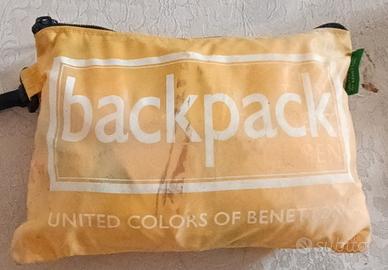 backpack
UNITED COLORS OF BENETTON
subito